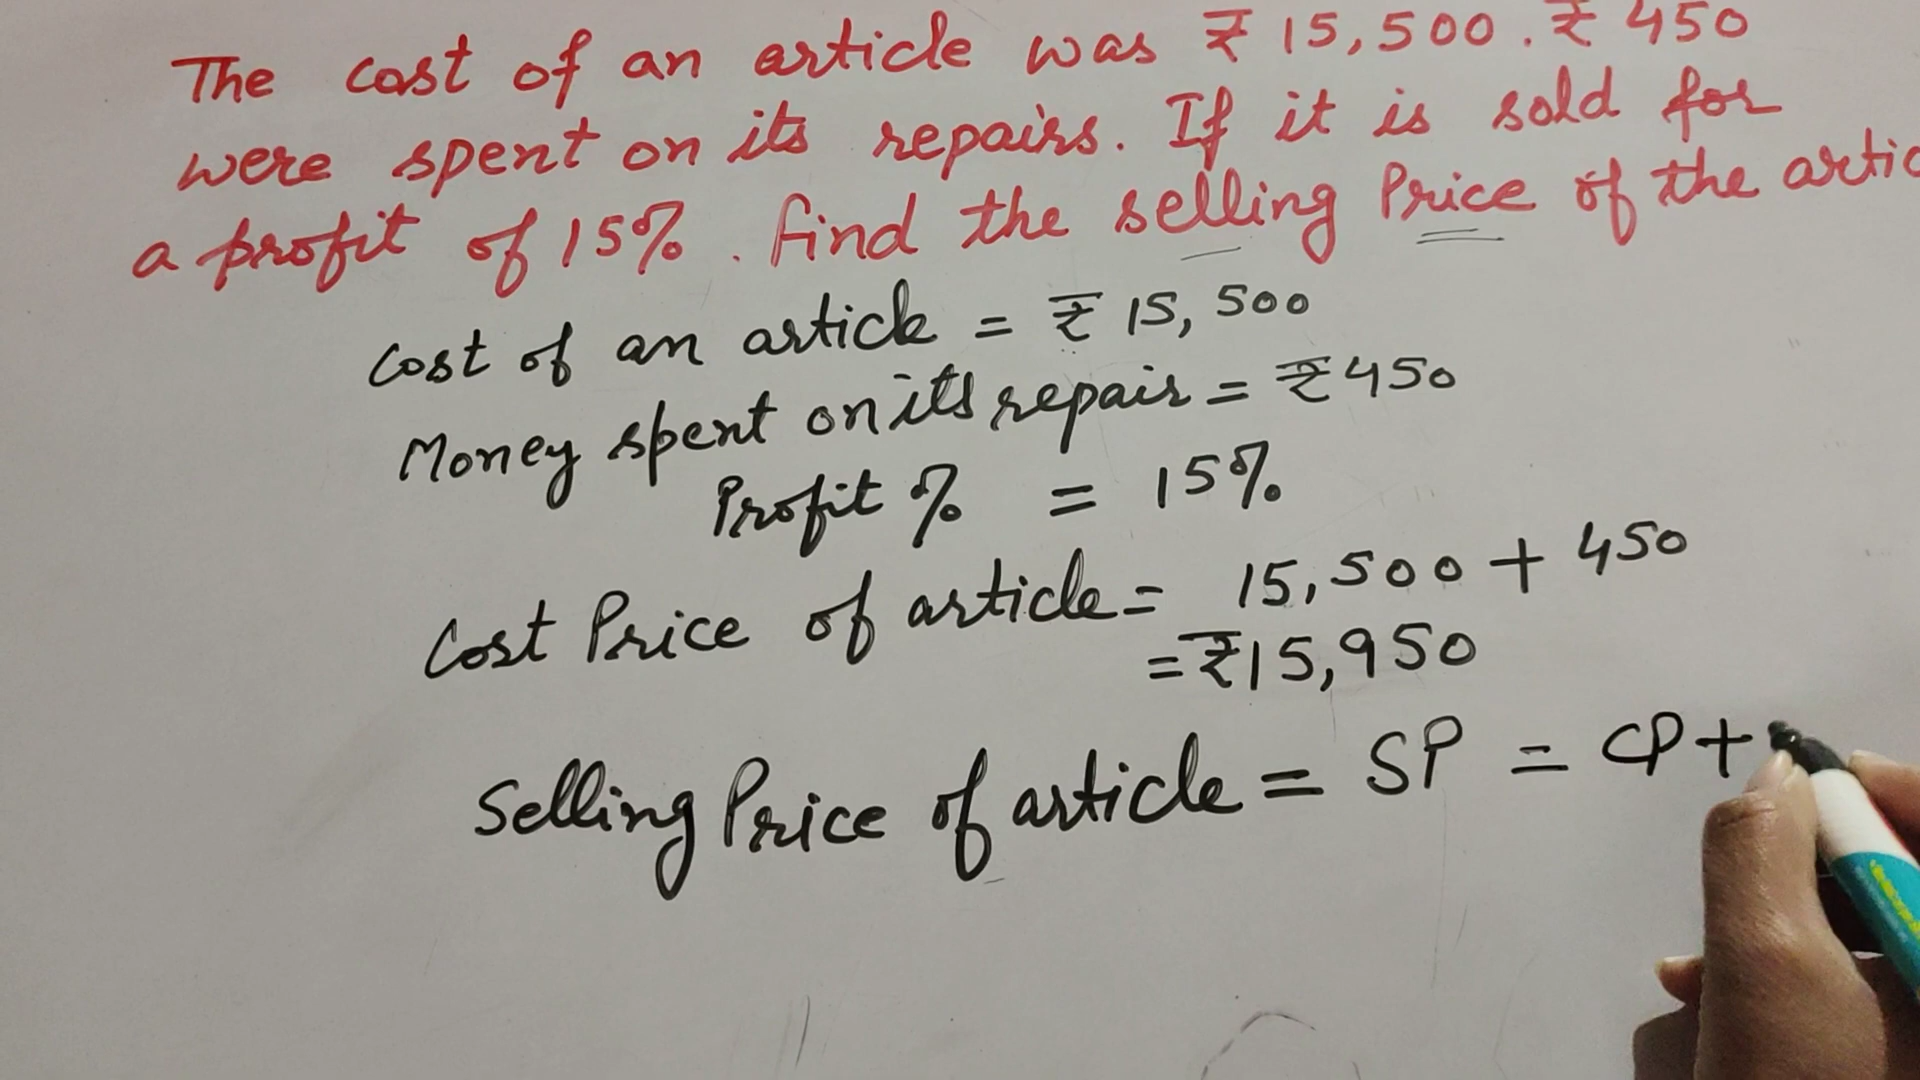 The cost of an article was ₹ 15,500. ₹ 450
were spent on its repairs. If it is sold for
a profit of 15%. Find the selling Price of the artic
Cost of an article = ₹ 15,500
Money spent on its repair = ₹450
Profit % = 15%
Cost Price of article = 15,500 + 450
= ₹15,950
Selling Price of article = SP = CP+